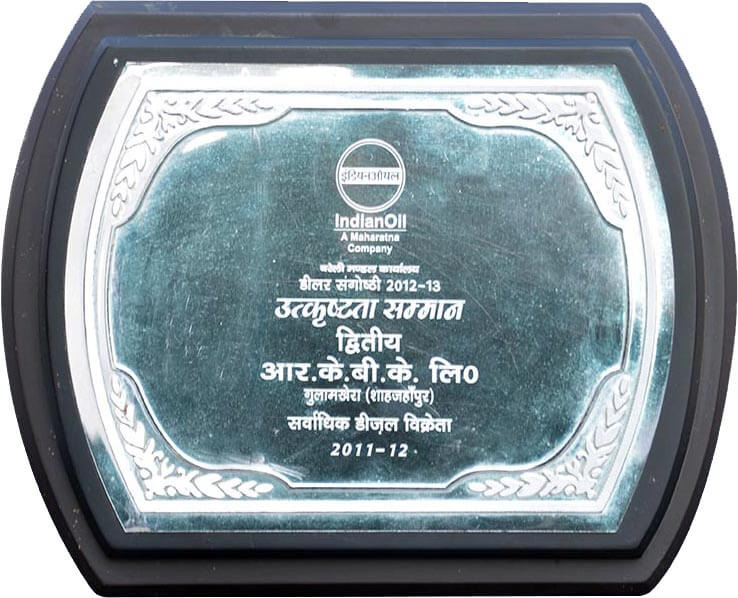 इंडियनऑयल
IndianOil
A Maharatna
Company
बरेली मण्डल कार्यालय
डीलर संगोष्ठी 2012-13
उत्कृष्टता सम्मान
द्वितीय
आर.के.बी.के. लि0
गुलामखेरा (शाहजहाँपुर)
सर्वाधिक डीज़ल विक्रेता
2011-12